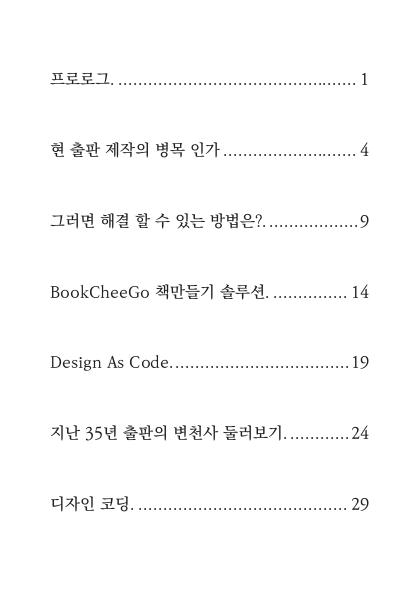 프로로그. ........................................ 1
현 출판 제작의 병목 인가 ...................... 4
그러면 해결 할 수 있는 방법은?. ............... 9
BookCheeGo 책만들기 솔루션. ............ 14
Design As Code. .............................. 19
지난 35년 출판의 변천사 둘러보기. .......... 24
디자인 코딩. .................................... 29